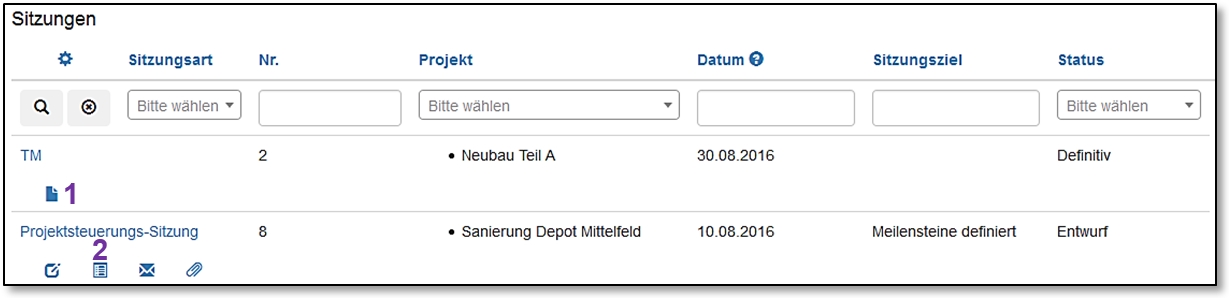 Sitzungen
Sitzungsart Nr. Projekt Datum Sitzungsziel Status
Bitte wählen Bitte wählen Bitte wählen
TM 2 • Neubau Teil A 30.08.2016 Definitiv
1
Projektsteuerungs-Sitzung 8 • Sanierung Depot Mittelfeld 10.08.2016 Meilensteine definiert Entwurf
2